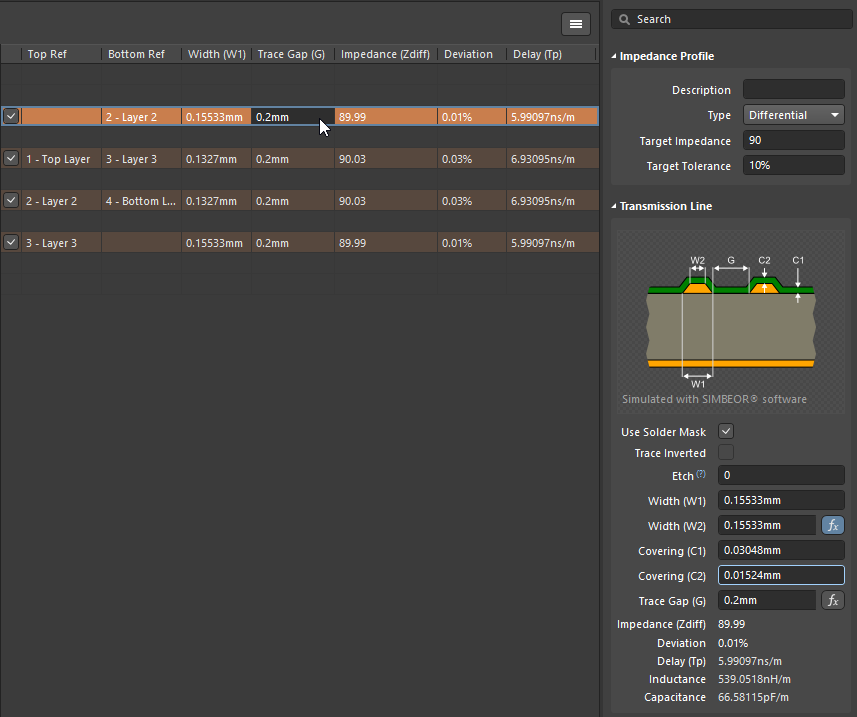 Top Ref Bottom Ref Width (W1) Trace Gap (G) Impedance (Zdiff) Deviation Delay (Tp)
2 - Layer 2 0.15533mm 0.2mm 89.99 0.01% 5.99097ns/m
1 - Top Layer 3 - Layer 3 0.1327mm 0.2mm 90.03 0.03% 6.93095ns/m
2 - Layer 2 4 - Bottom L... 0.1327mm 0.2mm 90.03 0.03% 6.93095ns/m
3 - Layer 3 0.15533mm 0.2mm 89.99 0.01% 5.99097ns/m
Search
Impedance Profile
Description
Type Differential
Target Impedance 90
Target Tolerance 10%
Transmission Line
W2 G C2 C1
W1
Simulated with SIMBEOR® software
Use Solder Mask
Trace Inverted
Etch (?) 0
Width (W1) 0.15533mm
Width (W2) 0.15533mm fx
Covering (C1) 0.03048mm
Covering (C2) 0.01524mm
Trace Gap (G) 0.2mm fx
Impedance (Zdiff) 89.99
Deviation 0.01%
Delay (Tp) 5.99097ns/m
Inductance 539.0518nH/m
Capacitance 66.58115pF/m